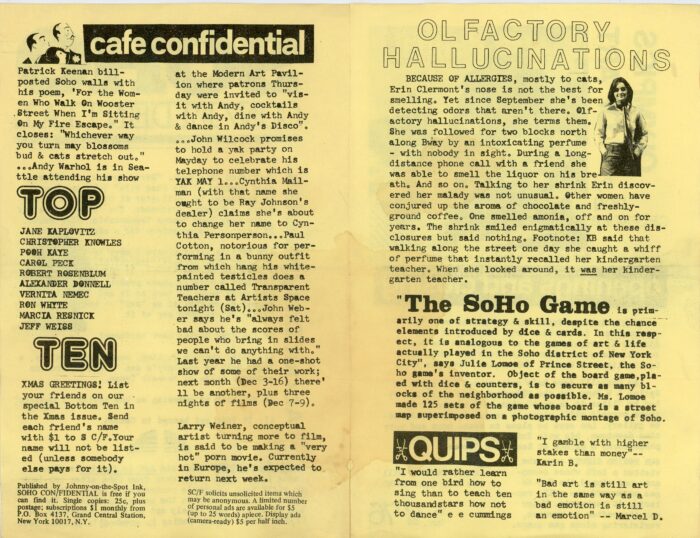 cafe confidential
Patrick Keenan bill-
posted Soho walls with
his poem, 'For the Wom-
en Who Walk On Wooster
Street When I'm Sitting
On My Fire Escape." It
closes: "Whichever way
you turn may blossoms
bud & cats stretch out."
...Andy Warhol is in Sea-
ttle attending his show
TOP
JANE KAPLOVITZ
CHRISTOPHER KNOWLES
POOH KAYE
CAROL PECK
ROBERT ROSENBLUM
ALEXANDER DONNELL
VERNITA NEMEC
RON WHYTE
MARCIA RESNICK
JEFF WEISS
TEN
XMAS GREETINGS! List
your friends on our
special Bottom Ten in
the Xmas issue. Send
each friend's name
with $1 to S C/F.Your
name will not be list-
ed (unless somebody
else pays for it).
Published by Johnny-on-the-Spot Ink,
SOHO CON/FIDENTIAL is free if you
can find it. Single copies: 25c, plus
postage; subscriptions $1 monthly from
P.O. Box 4137, Grand Central Station,
New York 10017, N.Y.
at the Modern Art Pavil-
ion where patrons Thurs-
day were invited to "vis-
it with Andy, cocktails
with Andy, dine with Andy
& dance in Andy's Disco".
...John Wilcock promises
to hold a yak party on
Mayday to celebrate his
telephone number which is
YAK MAY 1...Cynthia Mail-
man (with that name she
ought to be Ray Johnson's
dealer) claims she's about
to change her name to Cyn-
thia Personperson...Paul
Cotton, notorious for per-
forming in a bunny outfit
from which hang his white-
painted testicles does a
number called Transparent
Teachers at Artists Space
tonight (Sat)...John Web-
er says he's "always felt
bad about the scores of
people who bring in slides
we can't do anything with."
Last year he had a one-shot
show of some of their work;
next month (Dec 3-16) there'
ll be another, plus three
nights of films (Dec 7-9).
Larry Weiner, conceptual
artist turning more to film,
is said to be making a "very
hot" porn movie. Currently
in Europe, he's expected to
return next week.
SC/F solicits unsolicited items which
may be anonymous. A limited number
of personal ads are available for $5
(up to 25 words) apiece. Display ads
(camera-ready) $5 per half inch.
OLFACTORY
HALLUCINATIONS
BECAUSE OF ALLERGIES, mostly to cats,
Erin Clermont's nose is not the best for
smelling. Yet since September she's been
detecting odors that aren't there. Olf-
actory hallucinations, she terms them.
She was followed for two blocks north
along Bway by an intoxicating perfume
- with nobody in sight. During a long-
distance phone call with a friend she
was able to smell the liquor on his bre-
ath. And so on. Talking to her shrink Erin discov-
ered her malady was not unusual. Other women have
conjured up the aroma of chocolate and freshly-
ground coffee. One smelled amonia, off and on for
years. The shrink smiled enigmatically at these dis-
closures but said nothing. Footnote: KB said that
walking along the street one day she caught a whiff
of perfume that instantly recalled her kindergarten
teacher. When she looked around, it was her kinder-
garten teacher.
"The SoHo Game is prim-
arily one of strategy & skill, despite the chance
elements introduced by dice & cards. In this resp-
ect, it is analogous to the games of art & life
actually played in the Soho district of New York
City", says Julie Lomoe of Prince Street, the So-
ho game's inventor. Object of the board game,pla-
ed with dice & counters, is to secure as many bl-
ocks of the neighborhood as possible. Ms. Lomoe
made 125 sets of the game whose board is a street
map superimposed on a photographic montage of Soho.
QUIPS
"I would rather learn
from one bird how to
sing than to teach ten
thousandstars how not
to dance" e e cummings
"I gamble with higher
stakes than money"--
Karin B.
"Bad art is still art
in the same way as a
bad emotion is still
an emotion" -- Marcel D.